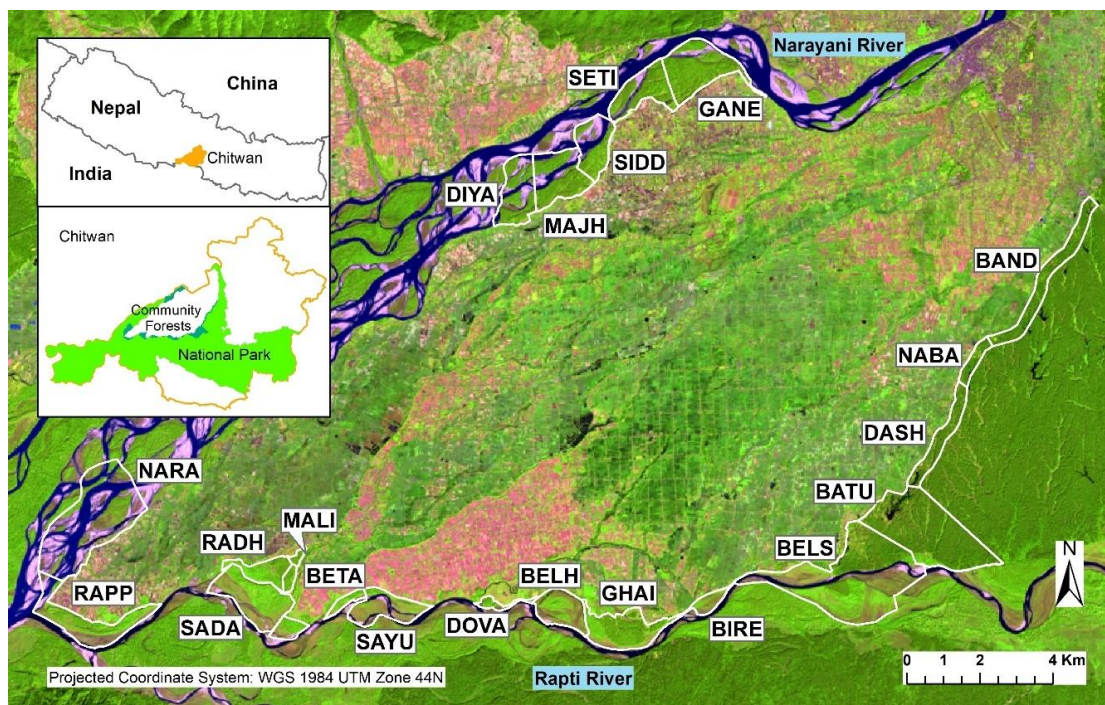 China
Nepal
India
Chitwan
Chitwan
Community
Forests
National Park
Narayani River
SETI
GANE
SIDD
DIYA
MAJH
BAND
NABA
DASH
BATU
BELS
NARA
MALI
RADH
BETA
RAPP
SADA
SAYU
DOVA
BELH
GHAI
BIRE
Rapti River
N
0 1 2 4 Km
Projected Coordinate System: WGS 1984 UTM Zone 44N